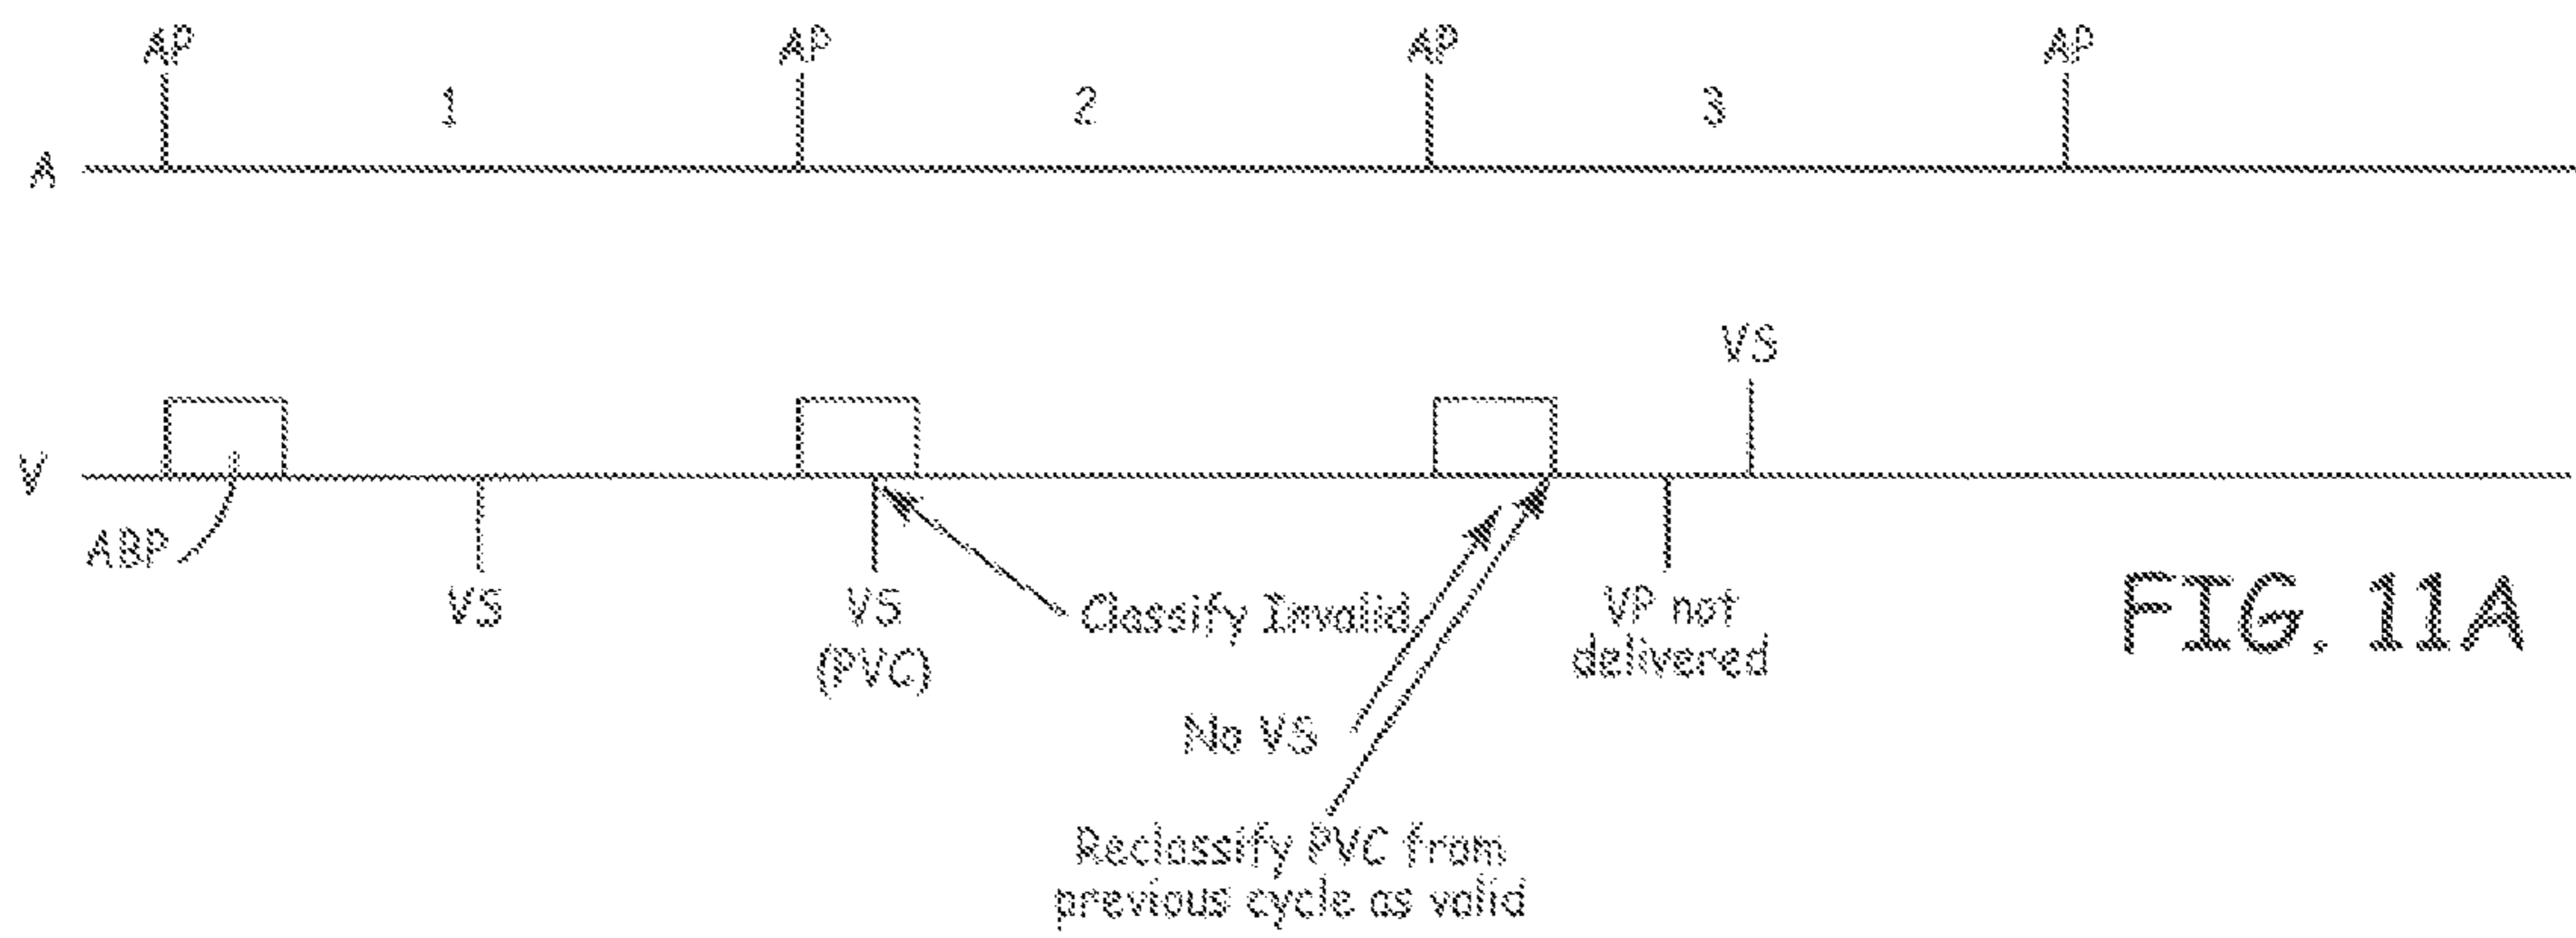 AP AP AP AP
1 2 3
A
VS
V
ABP
VS
VS
(PVC)
Classify Invalid
VP not
delivered
No VS
Reclassify PVC from
previous cycle as valid
FIG. 11A